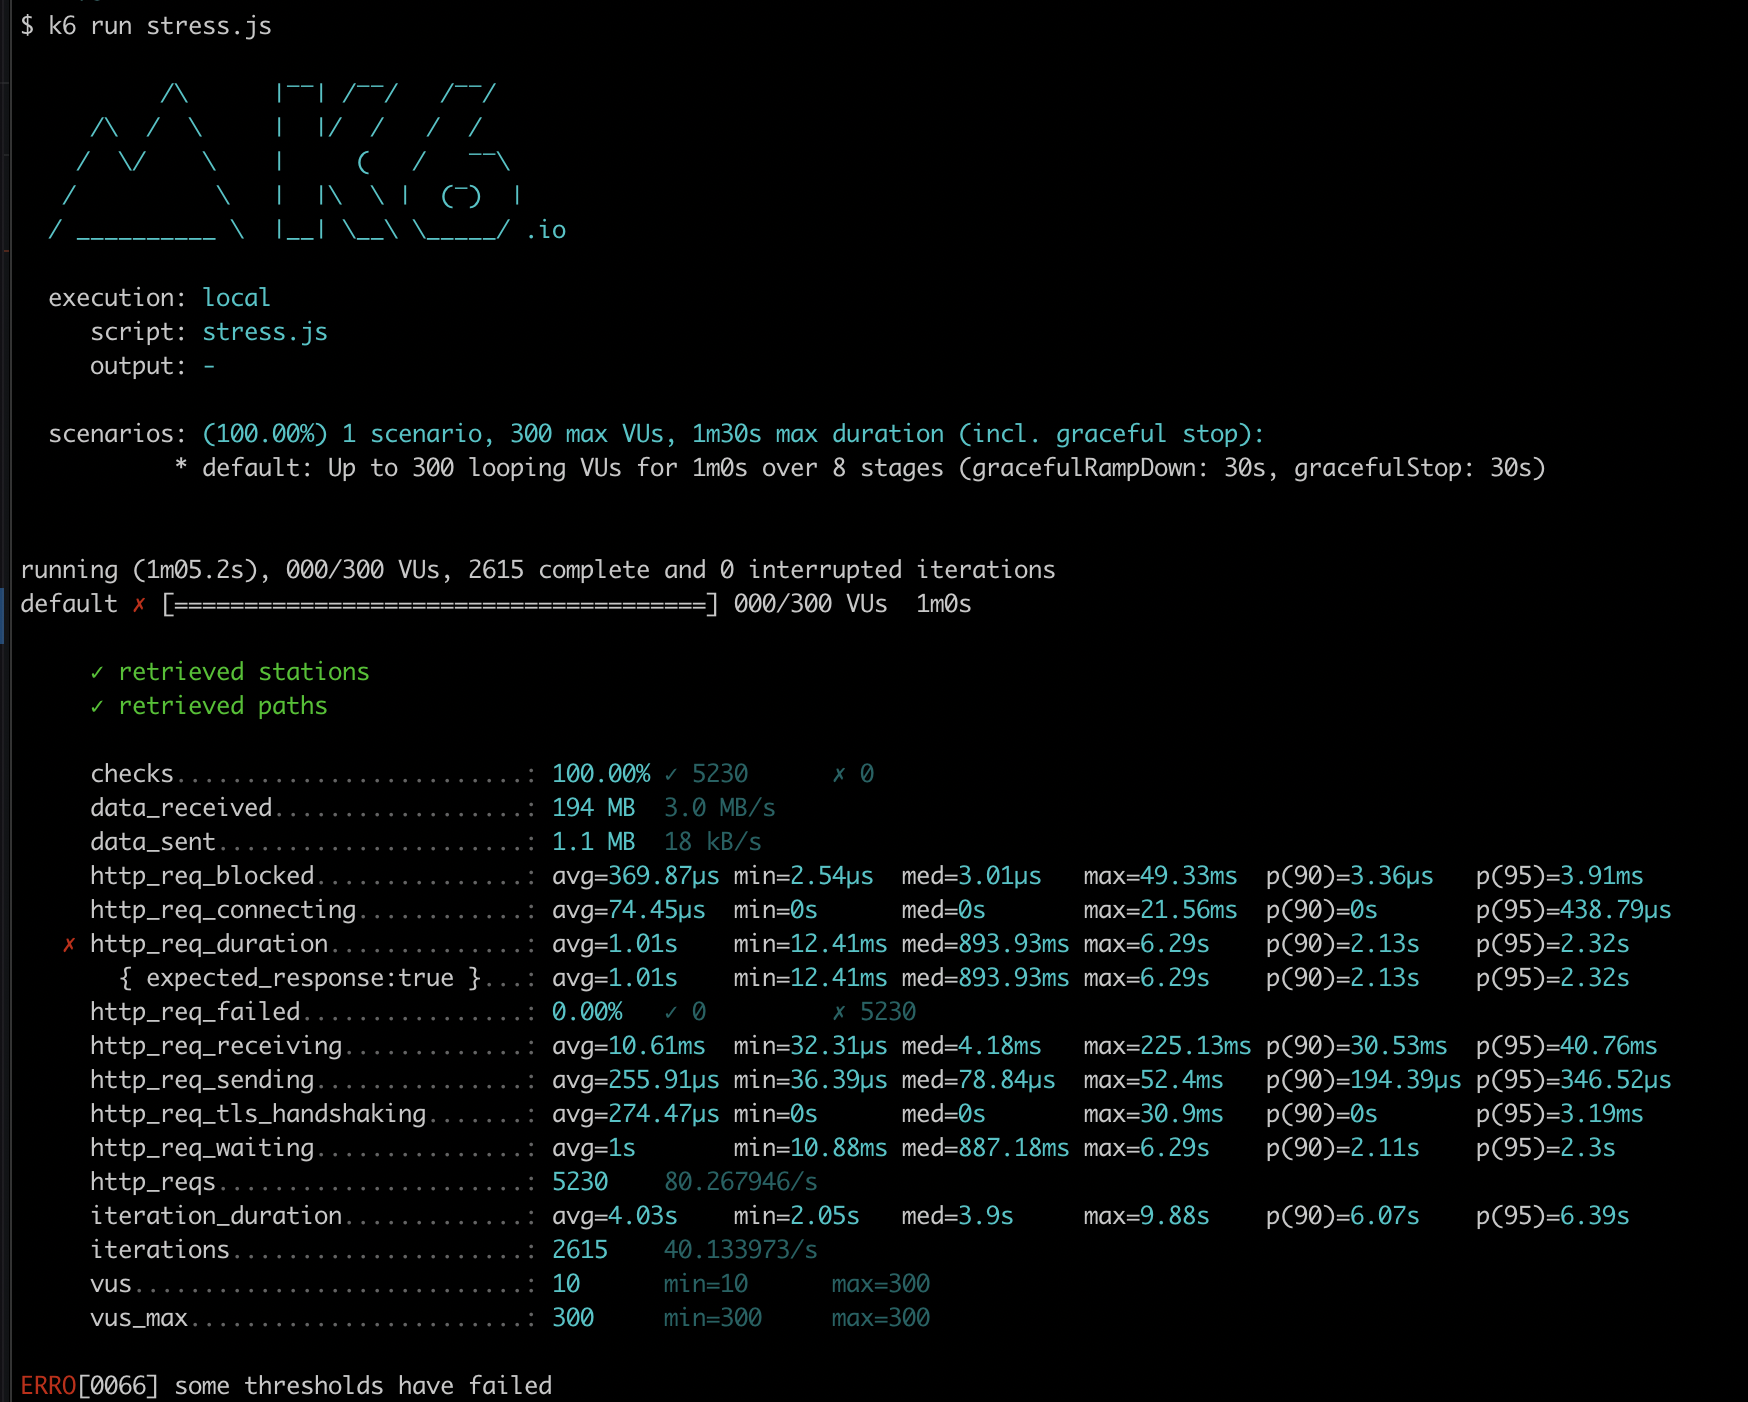 $ k6 run stress.js
          /\      |‾‾| /‾‾/   /‾‾/
     /\  /  \     |  |/  /   /  /
    /  \/    \    |     (   /   ‾‾\
   /          \   |  |\  \ |  (‾)  |
  / __________ \  |__| \__\ \_____/ .io
  execution: local
     script: stress.js
     output: -
  scenarios: (100.00%) 1 scenario, 300 max VUs, 1m30s max duration (incl. graceful stop):
           * default: Up to 300 looping VUs for 1m0s over 8 stages (gracefulRampDown: 30s, gracefulStop: 30s)
running (1m05.2s), 000/300 VUs, 2615 complete and 0 interrupted iterations
default ✗ [======================================] 000/300 VUs  1m0s
     ✓ retrieved stations
     ✓ retrieved paths
     checks.........................: 100.00% ✓ 5230      ✗ 0
     data_received..................: 194 MB  3.0 MB/s
     data_sent......................: 1.1 MB  18 kB/s
     http_req_blocked...............: avg=369.87µs min=2.54µs  med=3.01µs   max=49.33ms  p(90)=3.36µs   p(95)=3.91ms
     http_req_connecting............: avg=74.45µs  min=0s      med=0s       max=21.56ms  p(90)=0s       p(95)=438.79µs
   ✗ http_req_duration..............: avg=1.01s    min=12.41ms med=893.93ms max=6.29s    p(90)=2.13s    p(95)=2.32s
       { expected_response:true }...: avg=1.01s    min=12.41ms med=893.93ms max=6.29s    p(90)=2.13s    p(95)=2.32s
     http_req_failed................: 0.00%   ✓ 0         ✗ 5230
     http_req_receiving.............: avg=10.61ms  min=32.31µs med=4.18ms   max=225.13ms p(90)=30.53ms  p(95)=40.76ms
     http_req_sending...............: avg=255.91µs min=36.39µs med=78.84µs  max=52.4ms   p(90)=194.39µs p(95)=346.52µs
     http_req_tls_handshaking.......: avg=274.47µs min=0s      med=0s       max=30.9ms   p(90)=0s       p(95)=3.19ms
     http_req_waiting...............: avg=1s       min=10.88ms med=887.18ms max=6.29s    p(90)=2.11s    p(95)=2.3s
     http_reqs......................: 5230    80.267946/s
     iteration_duration.............: avg=4.03s    min=2.05s   med=3.9s     max=9.88s    p(90)=6.07s    p(95)=6.39s
     iterations.....................: 2615    40.133973/s
     vus............................: 10      min=10      max=300
     vus_max........................: 300     min=300     max=300
ERRO[0066] some thresholds have failed